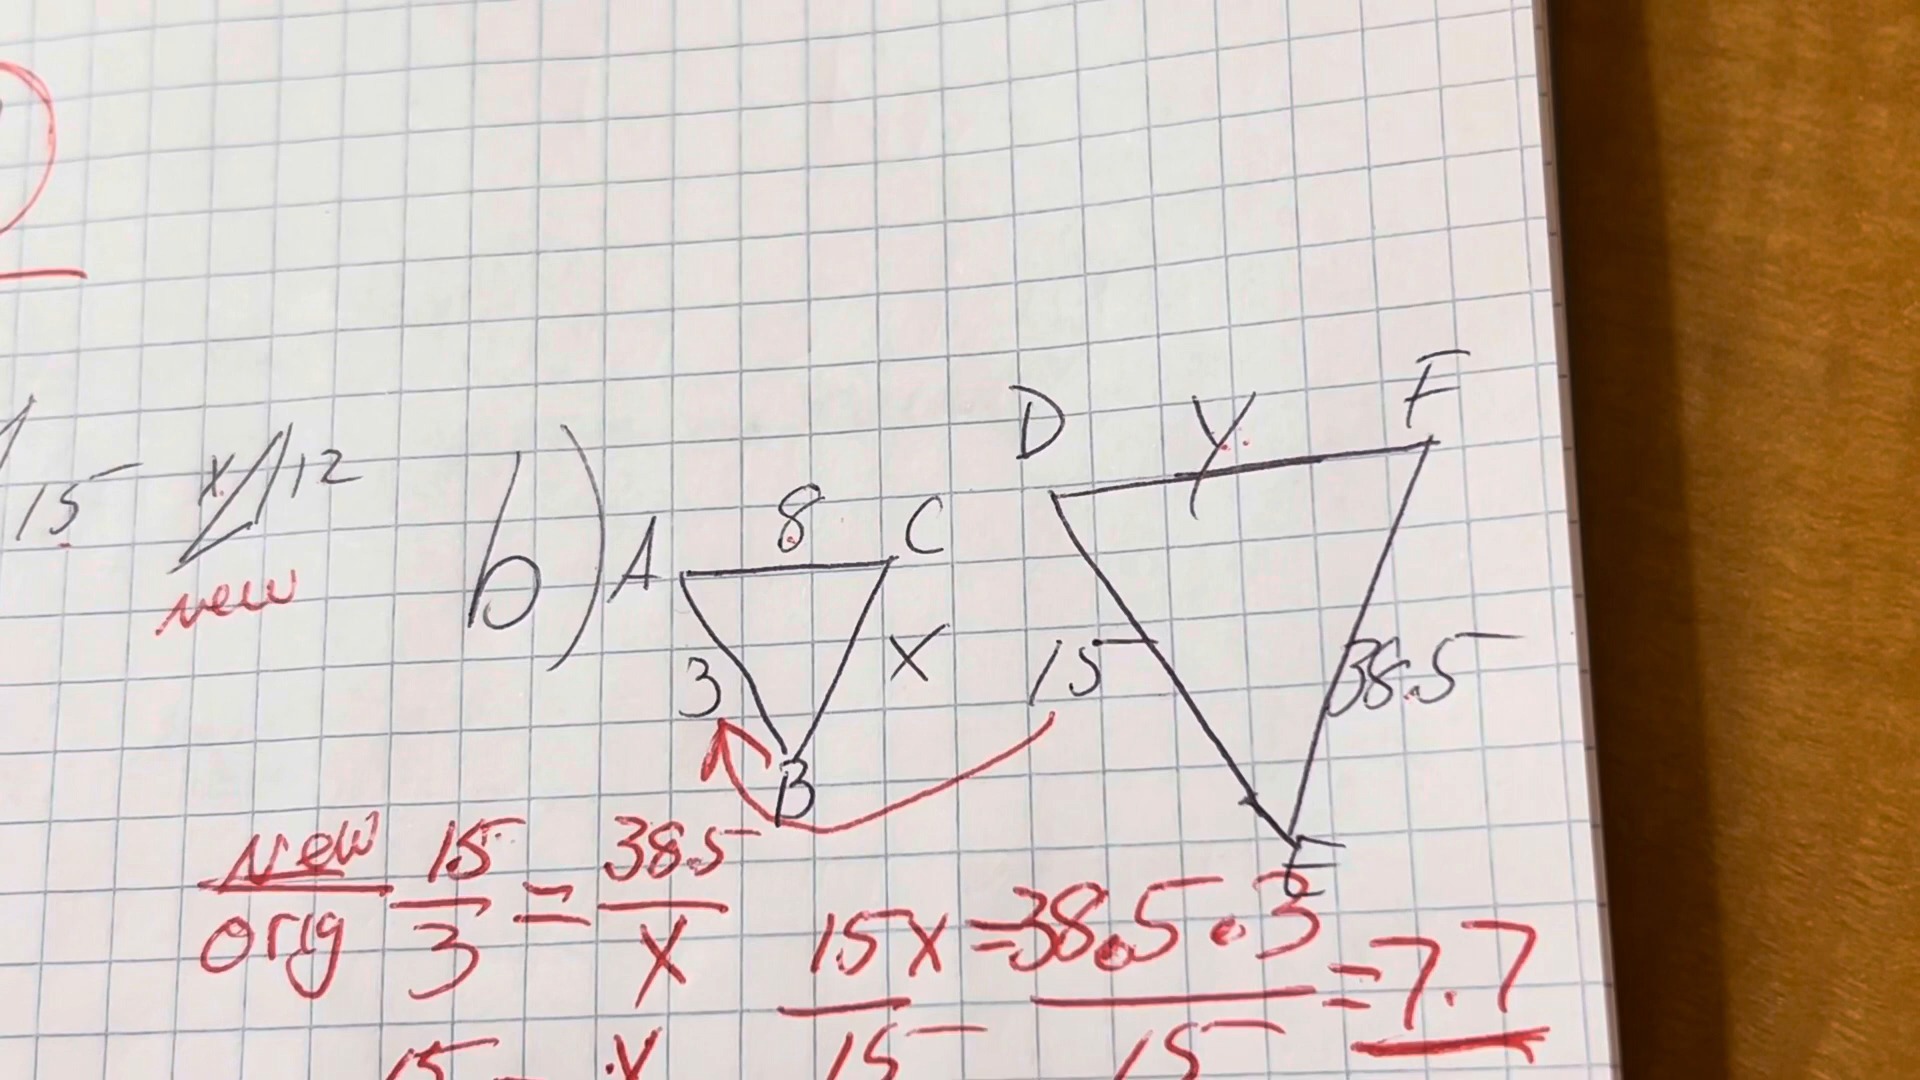 15 x 12
new
b) A 8 C
3 x
B
D y F
15 38.5
E
new 15 = 38.5
orig 3 x
15x = 38.5 · 3 = 7.7
15 15
15 y